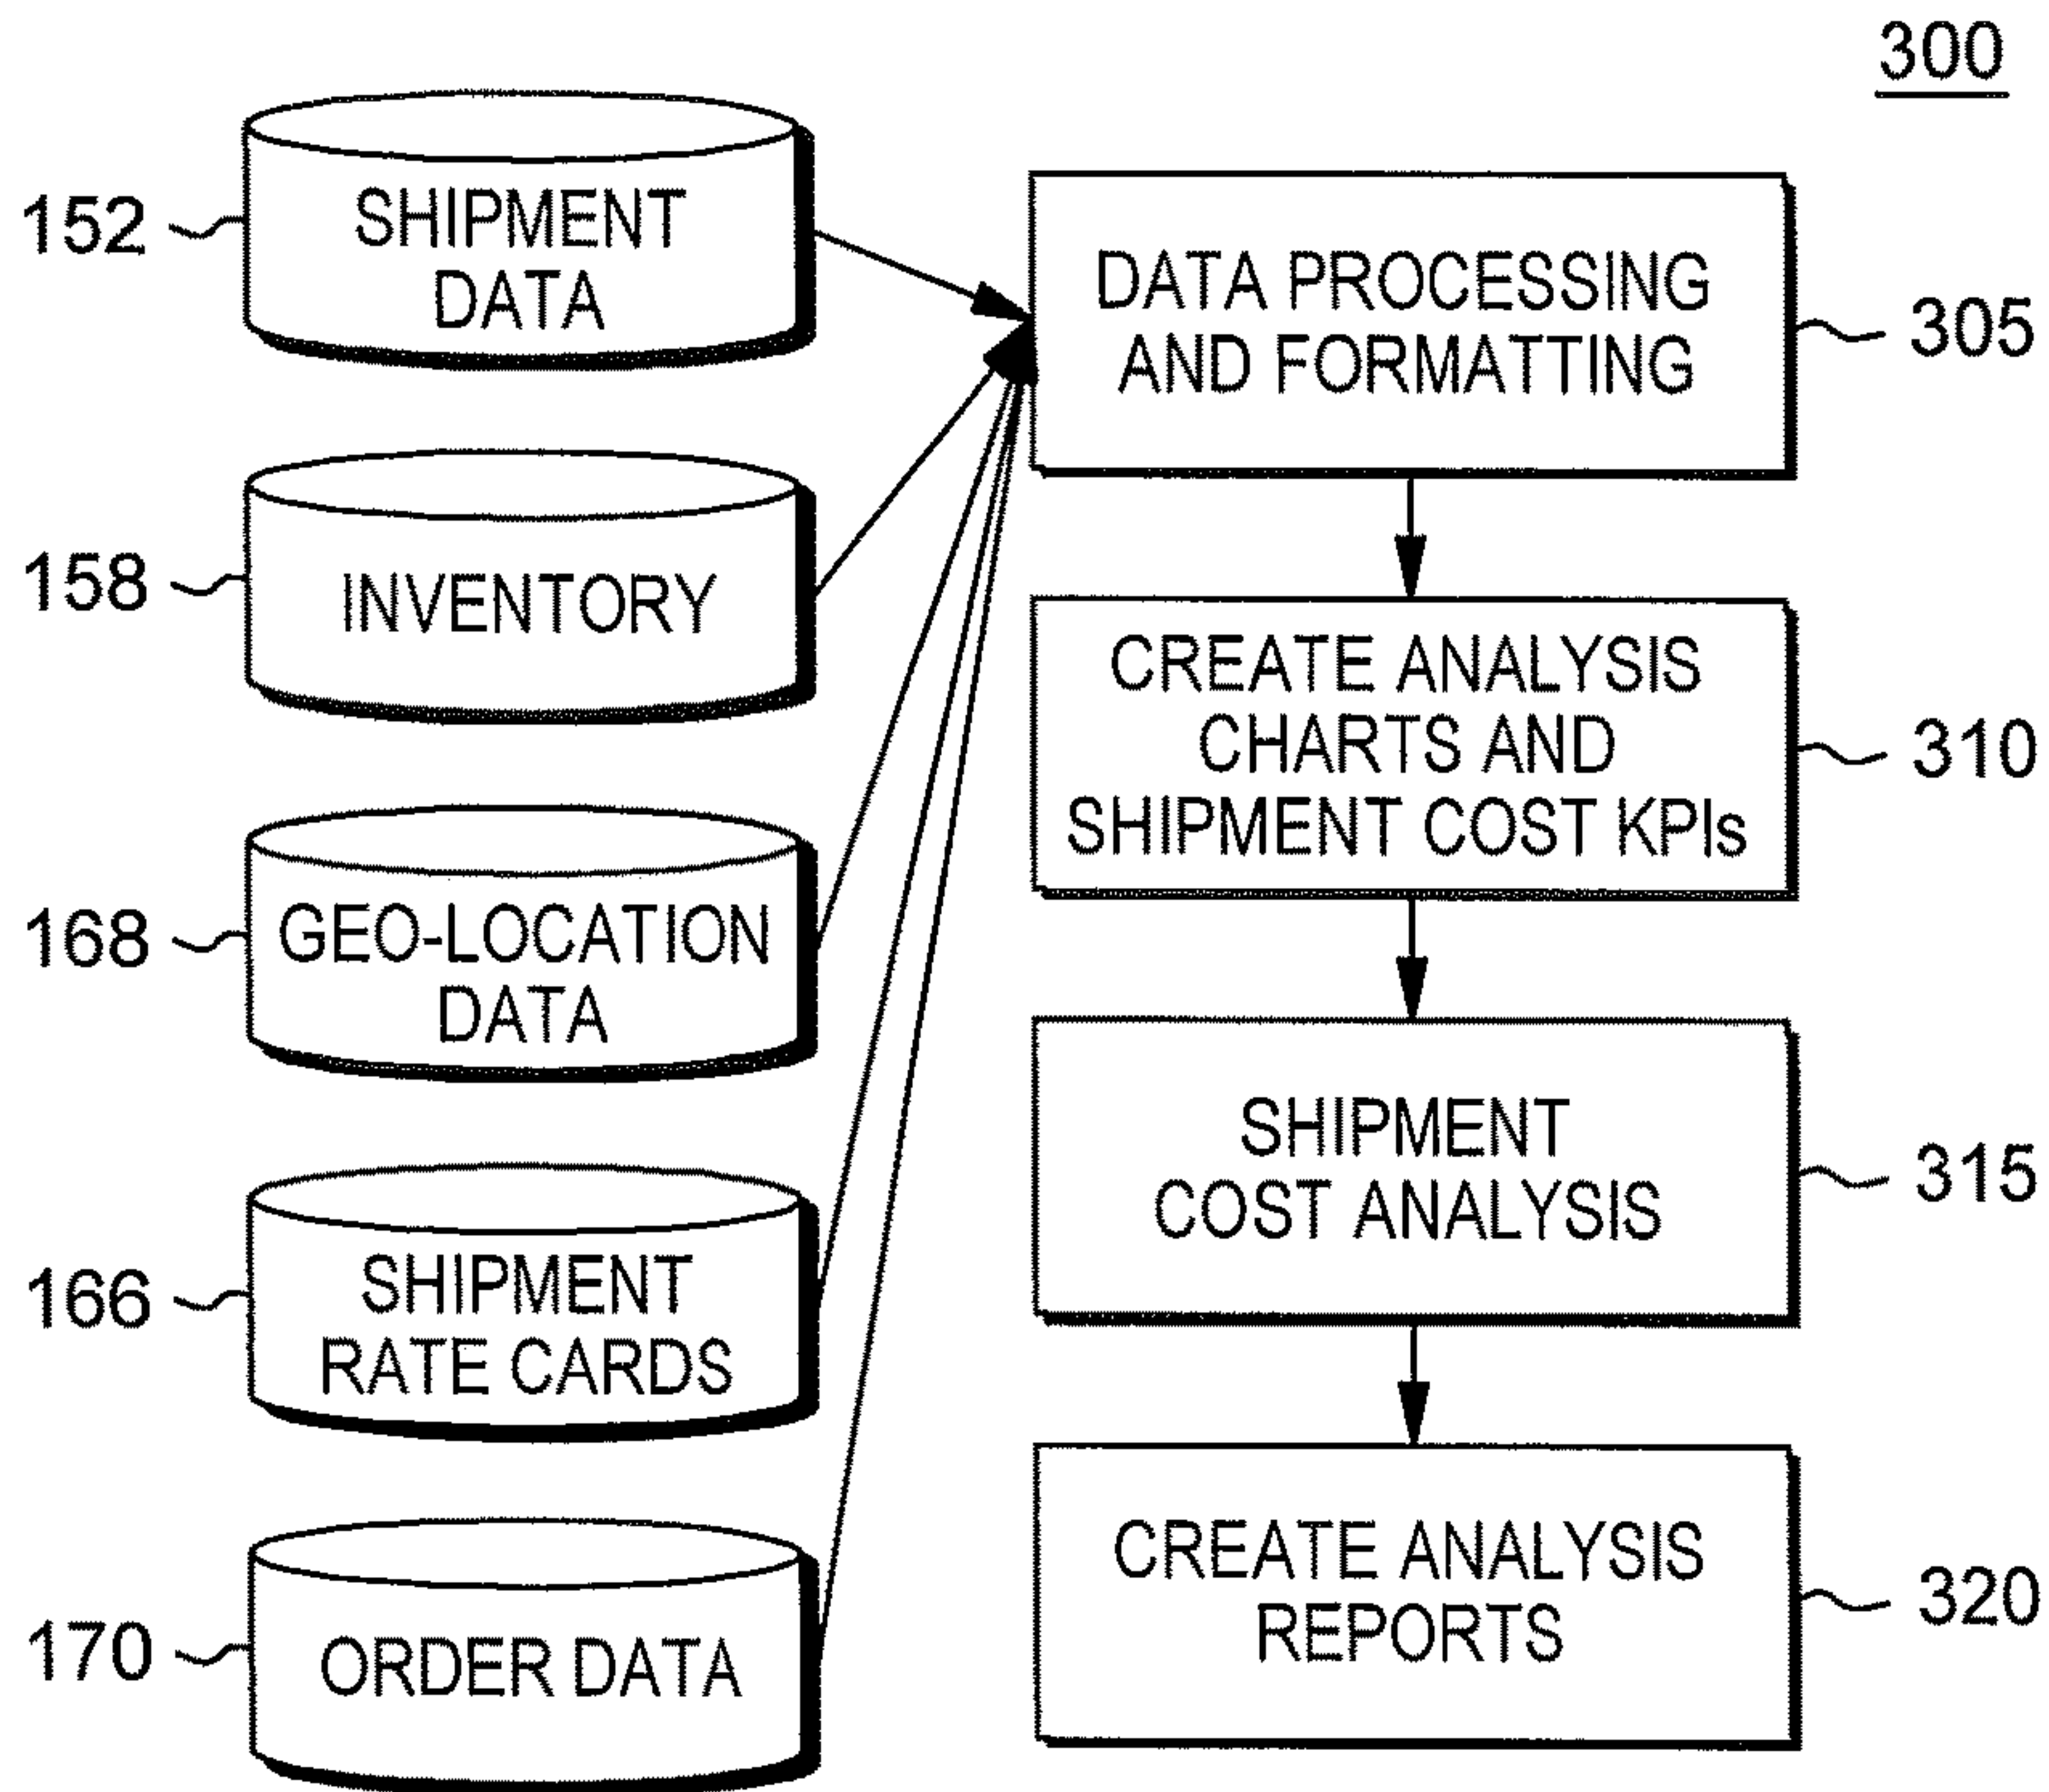 300
152
SHIPMENT
DATA
158
INVENTORY
168
GEO-LOCATION
DATA
166
SHIPMENT
RATE CARDS
170
ORDER DATA
DATA PROCESSING
AND FORMATTING
305
CREATE ANALYSIS
CHARTS AND
SHIPMENT COST KPIs
310
SHIPMENT
COST ANALYSIS
315
CREATE ANALYSIS
REPORTS
320